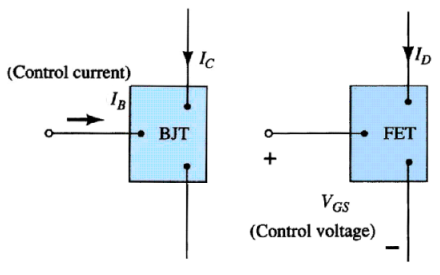 (Control current)
I_C
I_B
BJT
I_D
FET
+
V_GS
(Control voltage)
−